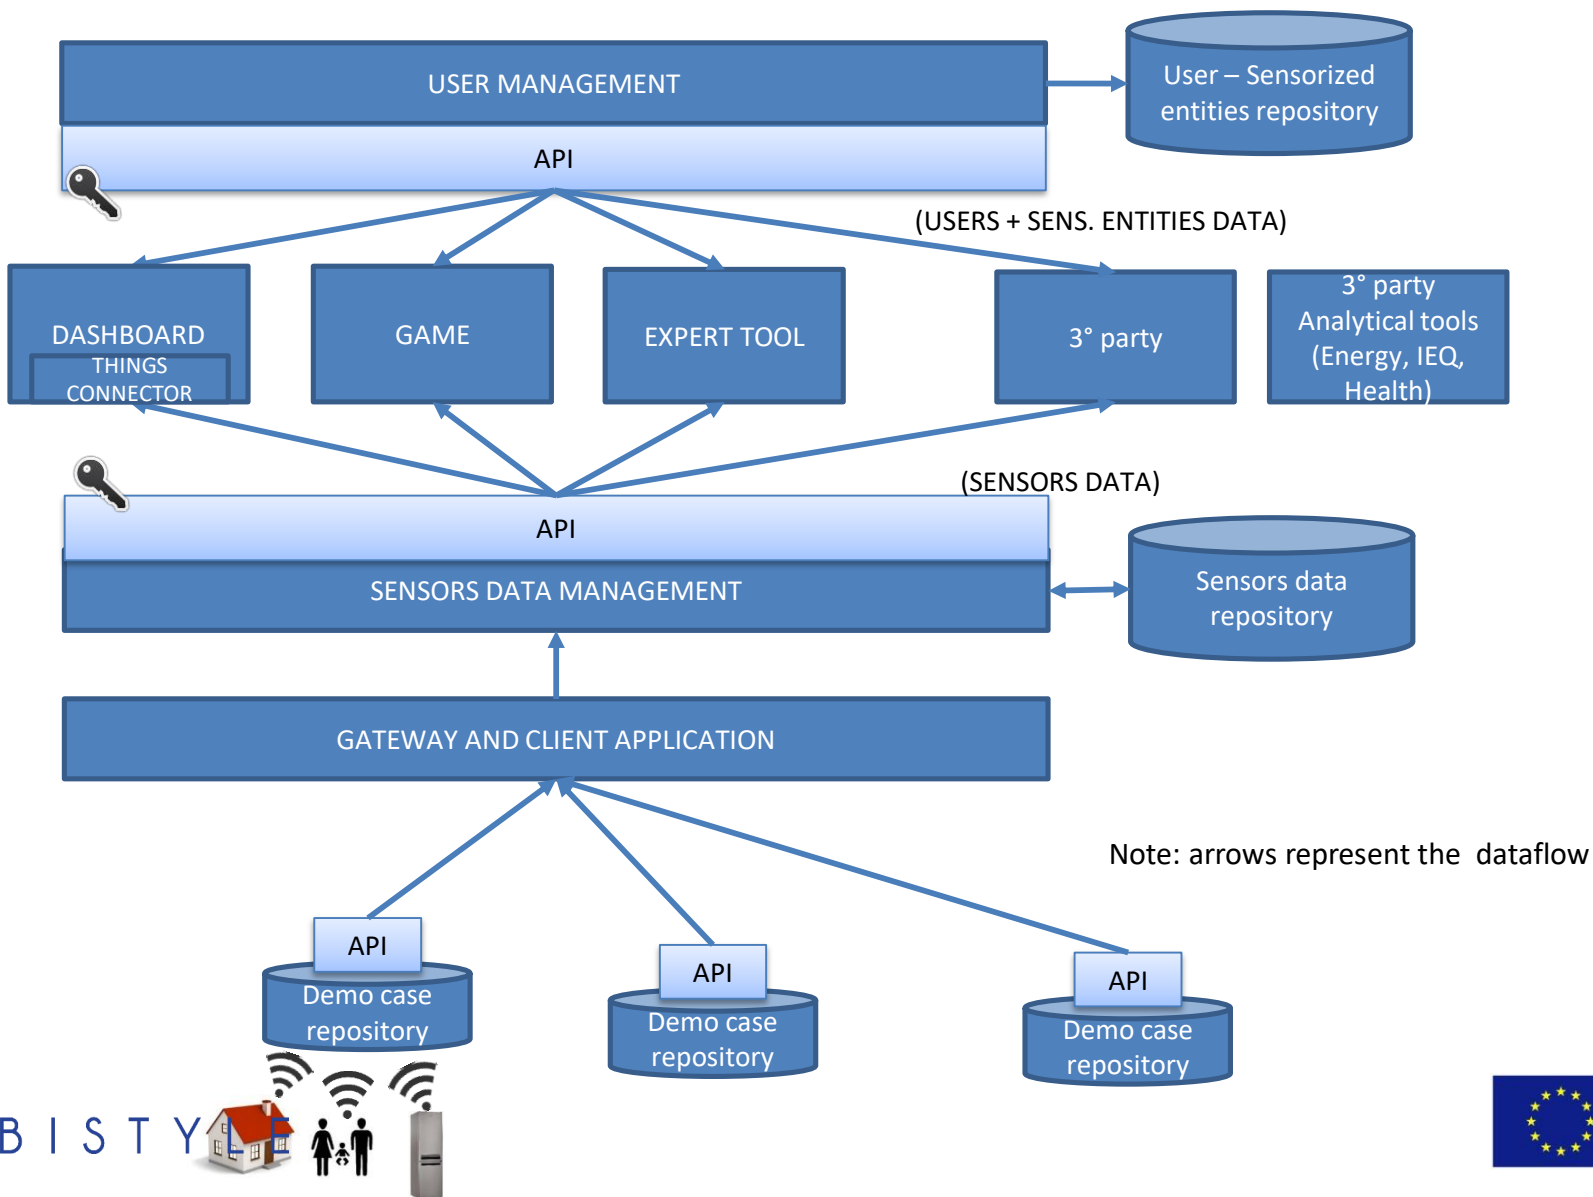 USER MANAGEMENT
User – Sensorized
entities repository
API
(USERS + SENS. ENTITIES DATA)
DASHBOARD
THINGS
CONNECTOR
GAME
EXPERT TOOL
3° party
3° party
Analytical tools
(Energy, IEQ,
Health)
(SENSORS DATA)
API
SENSORS DATA MANAGEMENT
Sensors data
repository
GATEWAY AND CLIENT APPLICATION
Note: arrows represent the dataflow
API
Demo case
repository
API
Demo case
repository
API
Demo case
repository
BISTYLE